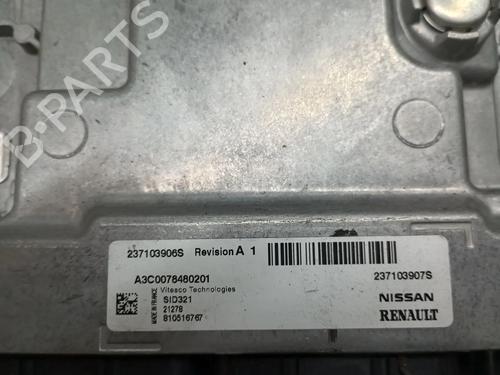 B-PARTS
237103906S Revision A 1
A3C0078480201
237103907S
Vitesco Technologies
SID321
21278
810516767
MADE IN FRANCE
NISSAN
RENAULT